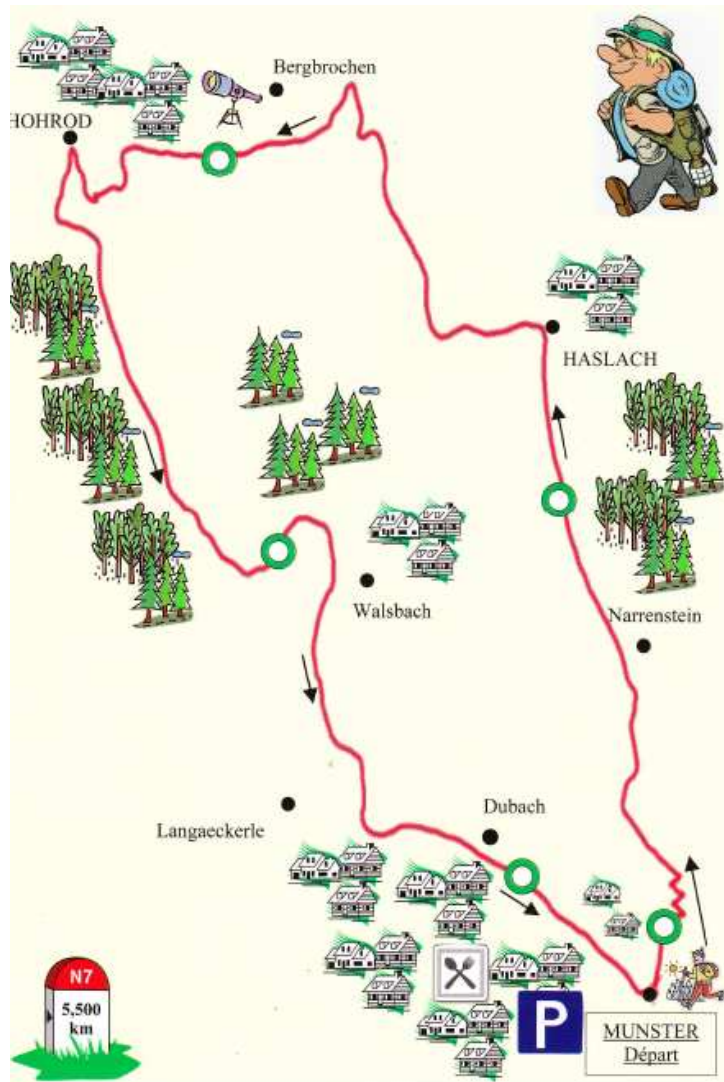 Bergbrochen
HOHROD
HASLACH
Narrenstein
Walsbach
Langaeckerle
Dubach
N7
5,500
km
P
MUNSTER
Départ